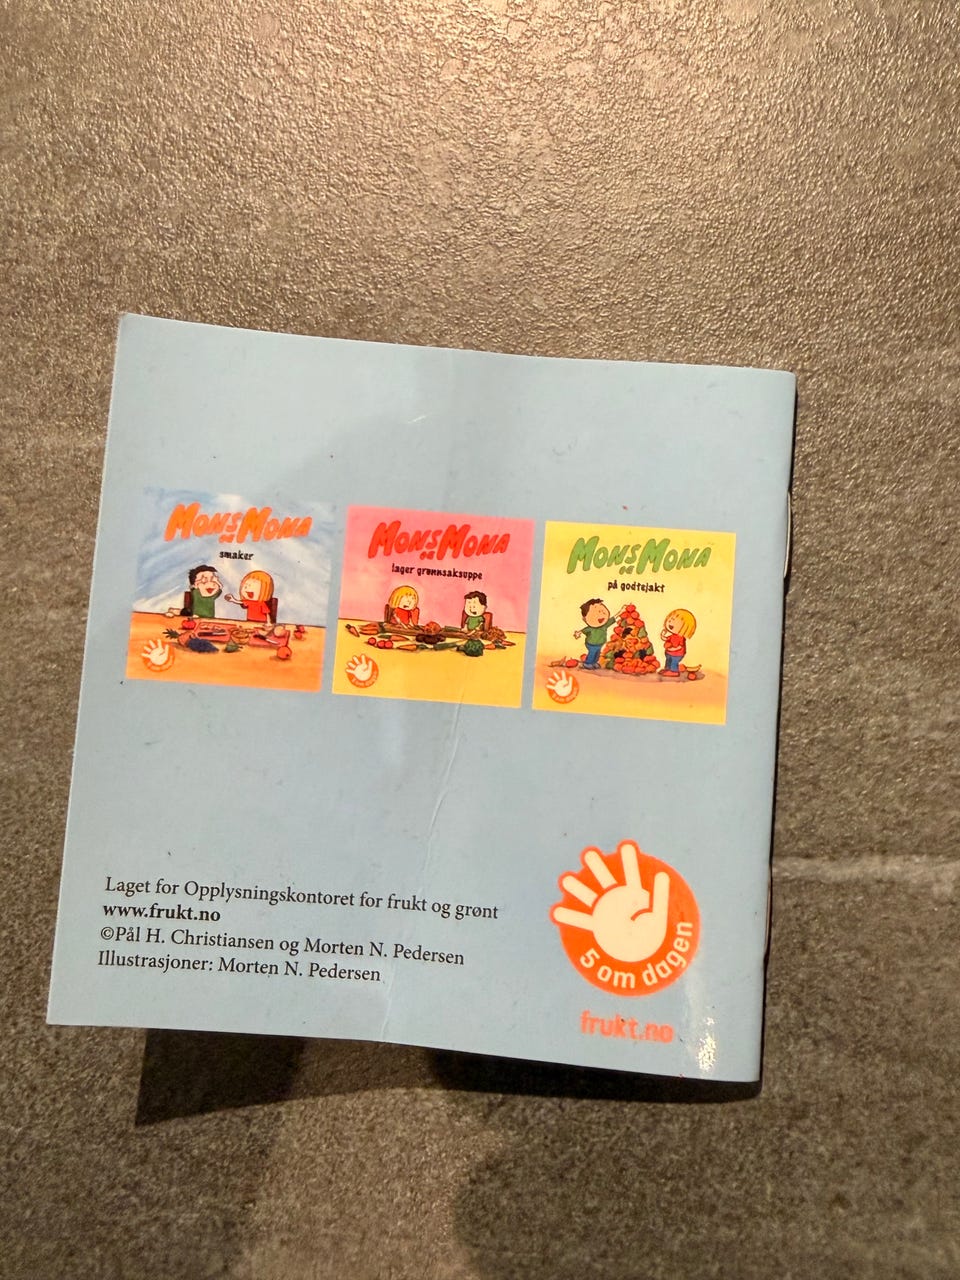 MONS og MONA
smaker
MONS og MONA
lager grønnsaksuppe
MONS og MONA
på godtejakt
Laget for Opplysningskontoret for frukt og grønt
www.frukt.no
©Pål H. Christiansen og Morten N. Pedersen
Illustrasjoner: Morten N. Pedersen
5 om dagen
frukt.no